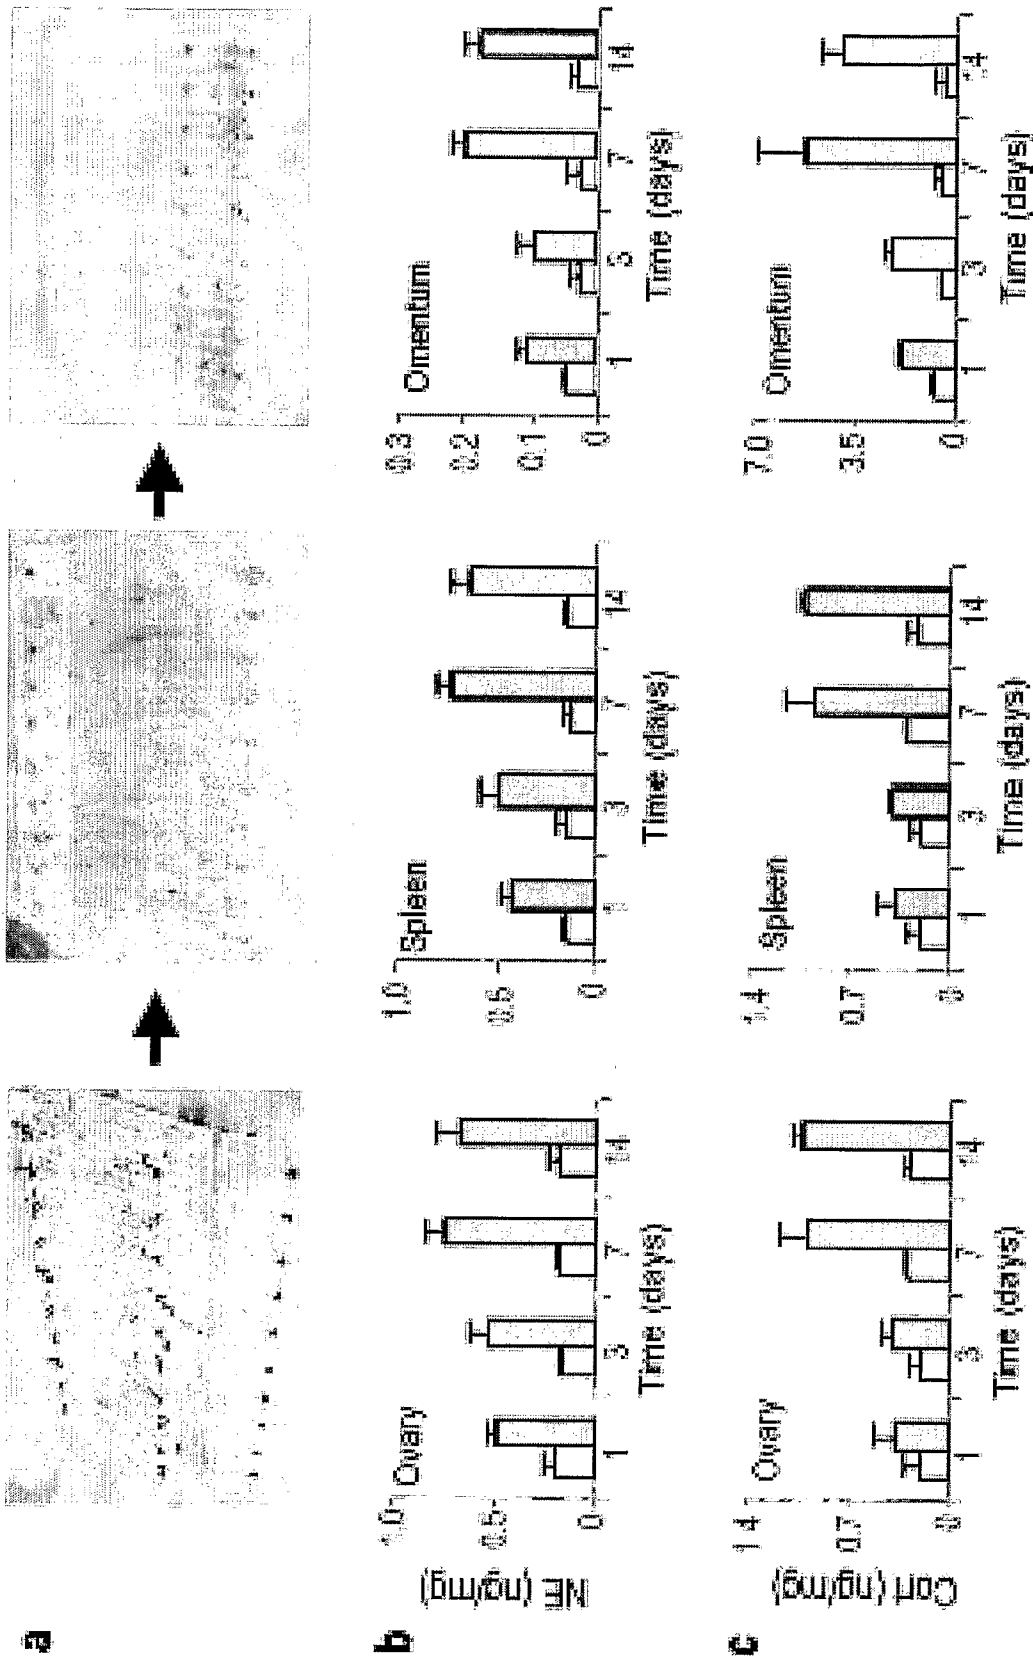 a
b
NE (ng/mg)
1.0
0.5
0
Ovary
1 3 7 14
Time (days)
1.0
0.5
0
Spleen
1 3 7 14
Time (days)
0.3
0.2
0.1
0
Omentum
1 3 7 14
Time (days)
c
Cort (ng/mg)
1.4
0.7
0
Ovary
1 3 7 14
Time (days)
1.4
0.7
0
Spleen
1 3 7 14
Time (days)
7.0
3.5
0
Omentum
1 3 7 14
Time (days)